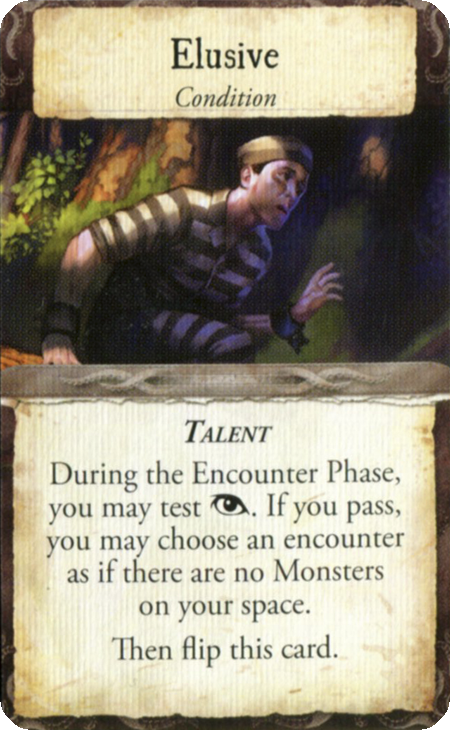 Elusive
Condition
TALENT
During the Encounter Phase,
you may test . If you pass,
you may choose an encounter
as if there are no Monsters
on your space.
Then flip this card.